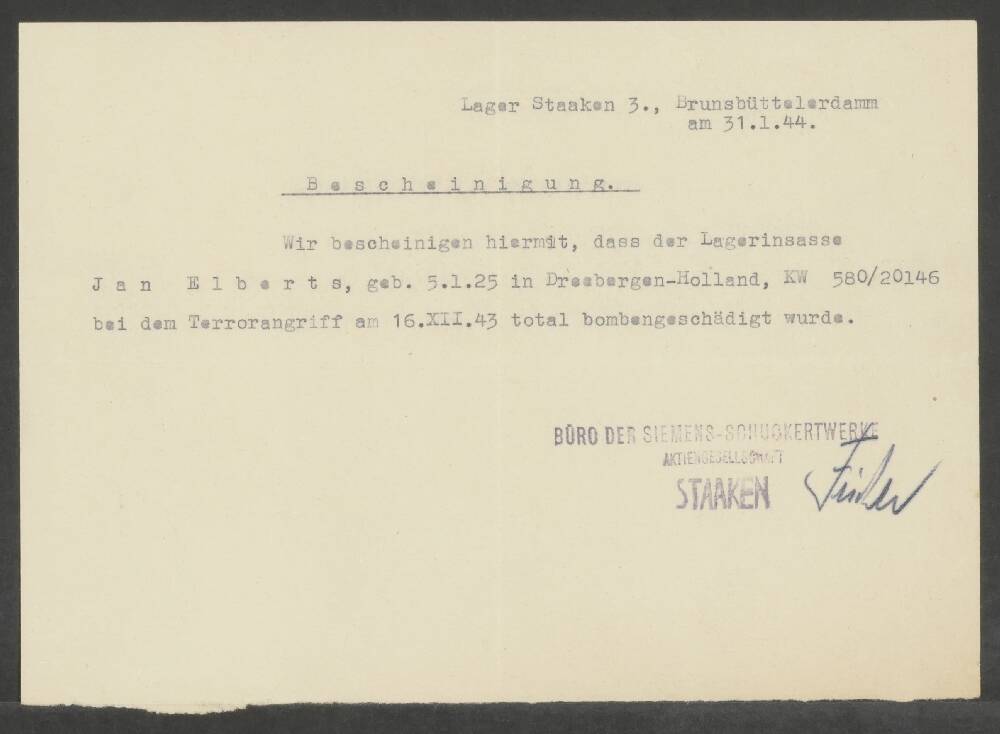 Lager Staaken 3., Brunsbüttelerdamm
am 31.1.44.
Bescheinigung.
Wir bescheinigen hiermit, dass der Lagerinsasse
Jan Elberts, geb. 5.1.25 in Dreebergen-Holland, KW 580/20146
bei dem Terrorangriff am 16.XII.43 total bombengeschädigt wurde.
BÜRO DER SIEMENS-SCHUCKERTWERKE
AKTIENGESELLSCHAFT
STAAKEN